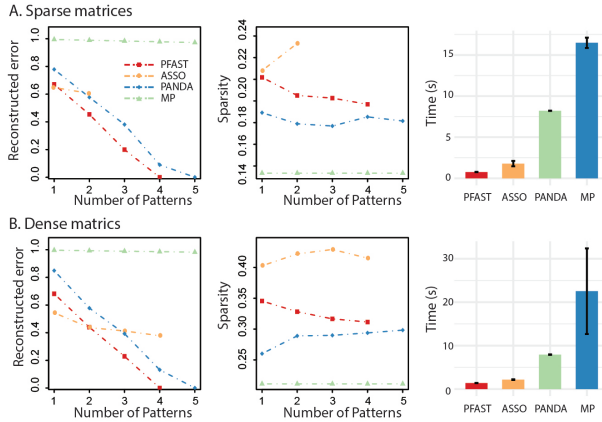 A. Sparse matrices
Reconstructed error
0.0 0.2 0.4 0.6 0.8 1.0
PFAST
ASSO
PANDA
MP
1 2 3 4 5
Number of Patterns
Sparsity
0.14 0.16 0.18 0.20 0.22 0.24
1 2 3 4 5
Number of Patterns
Time (s)
15
10
5
0
PFAST ASSO PANDA MP
B. Dense matrics
Reconstructed error
0.0 0.2 0.4 0.6 0.8 1.0
1 2 3 4 5
Number of Patterns
Sparsity
0.25 0.30 0.35 0.40
1 2 3 4 5
Number of Patterns
Time (s)
30
20
10
0
PFAST ASSO PANDA MP